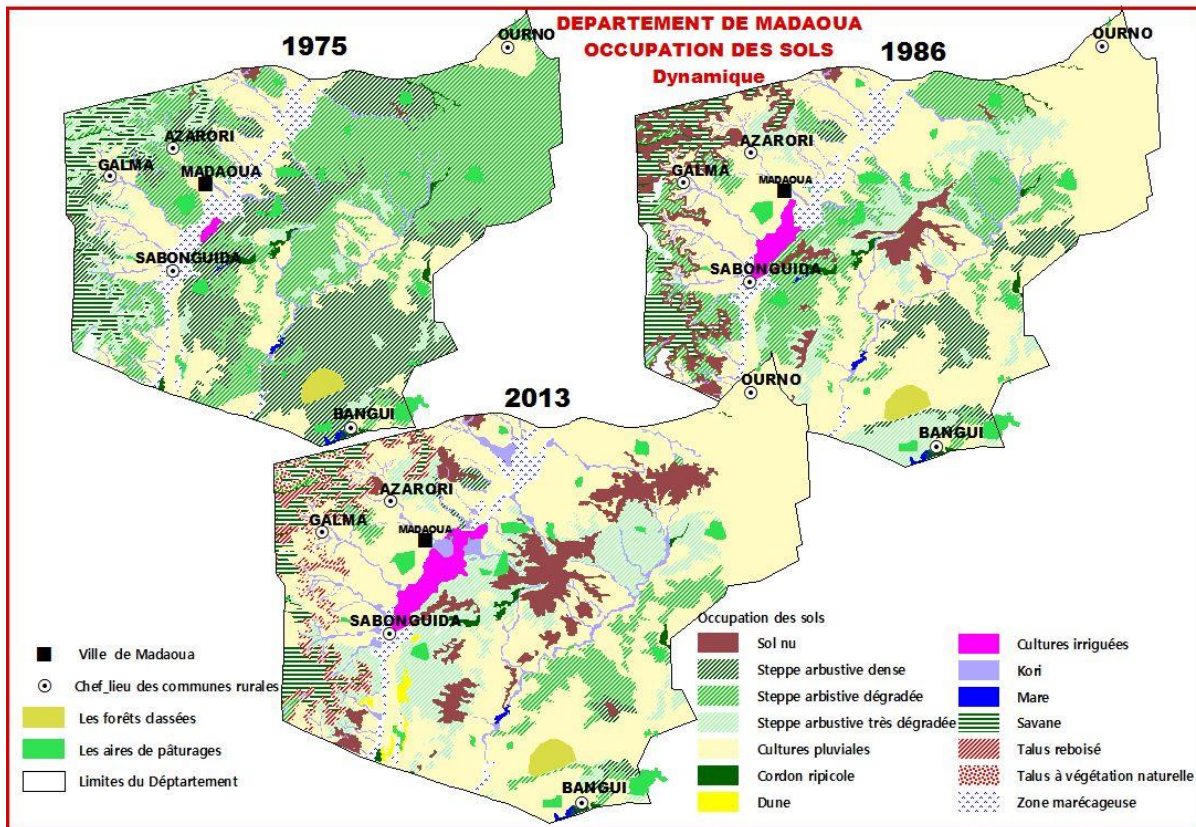 DEPARTEMENT DE MADAOUA
OCCUPATION DES SOLS
Dynamique
1975
OURNO
AZARORI
GALMA
MADAOUA
SABONGUIDA
BANGUI
1986
OURNO
AZARORI
GALMA
MADAOUA
SABONGUIDA
BANGUI
2013
OURNO
AZARORI
GALMA
MADAOUA
SABONGUIDA
BANGUI
Ville de Madaoua
Chef_lieu des communes rurales
Les forêts classées
Les aires de pâturages
Limites du Déptartement
Occupation des sols
Sol nu
Steppe arbustive dense
Steppe arbistive dégradée
Steppe arbustive très dégradée
Cultures pluviales
Cordon ripicole
Dune
Cultures irriguées
Kori
Mare
Savane
Talus reboisé
Talus à végétation naturelle
Zone marécageuse